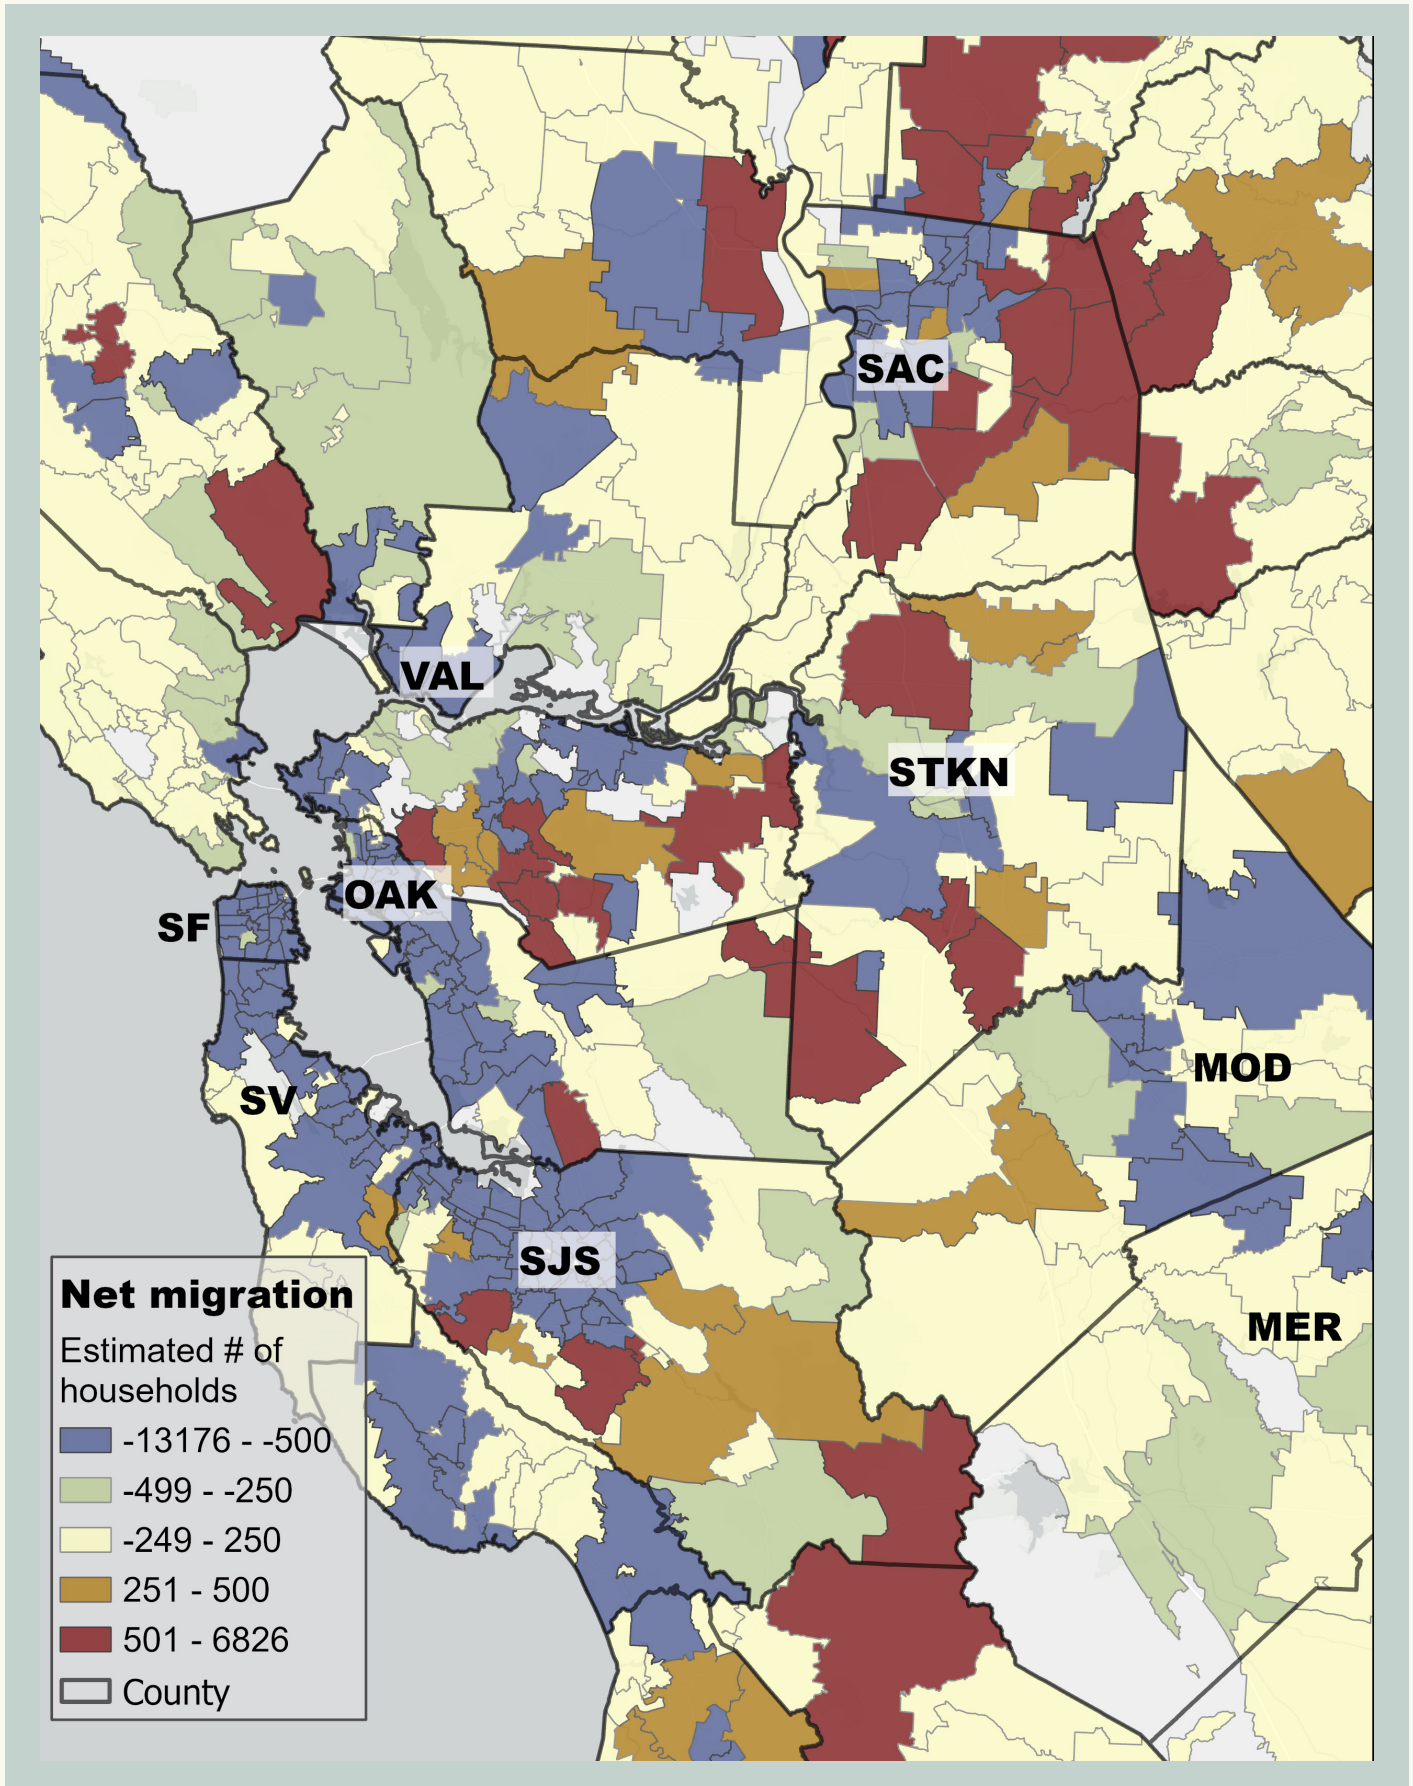 SAC
VAL
STKN
OAK
SF
MOD
SV
SJS
MER
Net migration
Estimated # of
households
-13176 - -500
-499 - -250
-249 - 250
251 - 500
501 - 6826
County